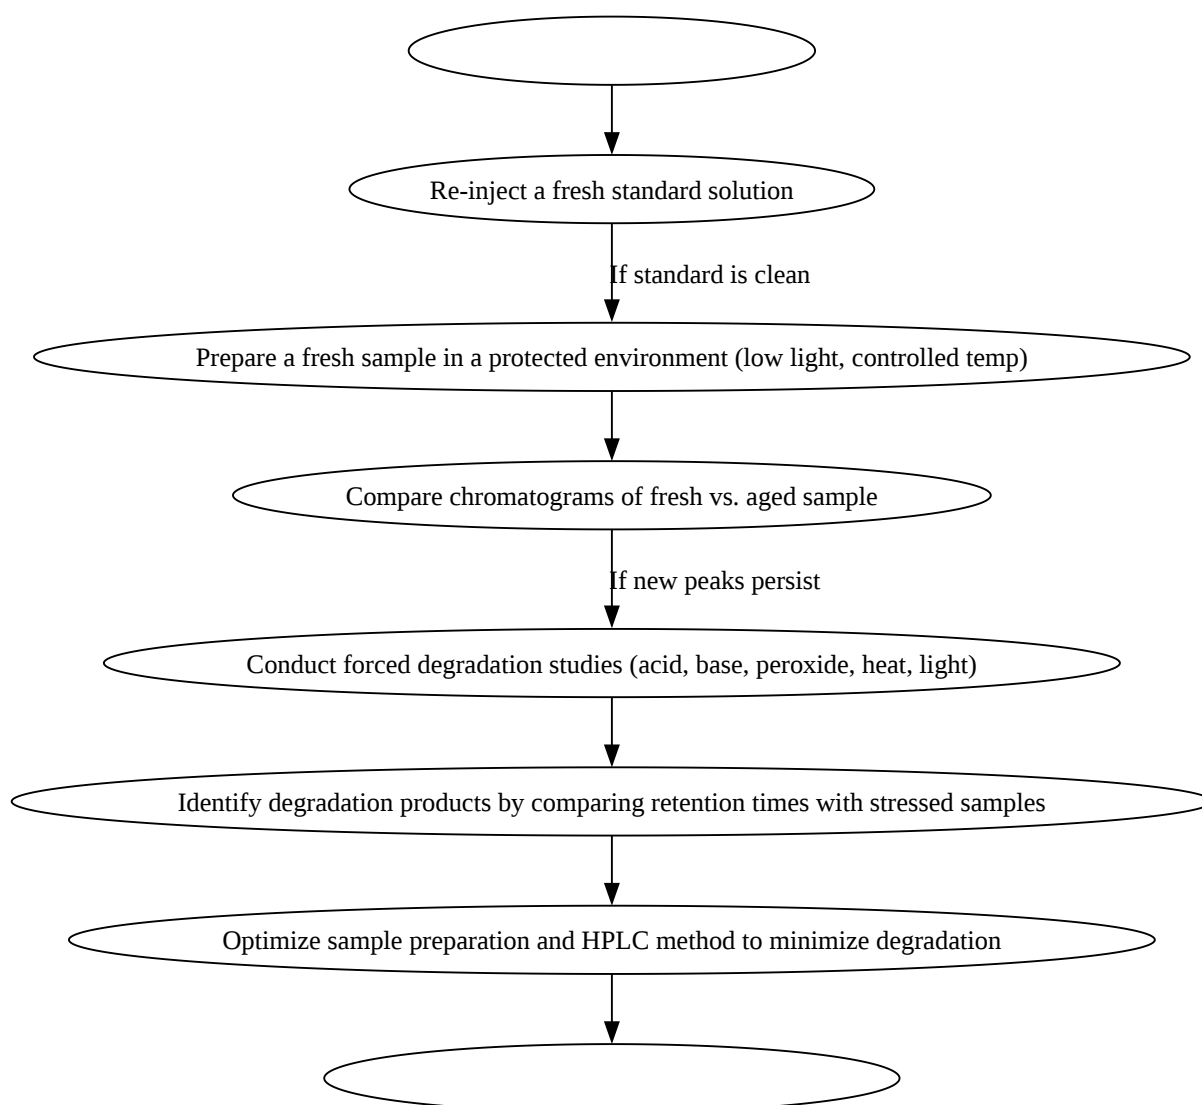 Re-inject a fresh standard solution
If standard is clean
Prepare a fresh sample in a protected environment (low light, controlled temp)
Compare chromatograms of fresh vs. aged sample
If new peaks persist
Conduct forced degradation studies (acid, base, peroxide, heat, light)
Identify degradation products by comparing retention times with stressed samples
Optimize sample preparation and HPLC method to minimize degradation